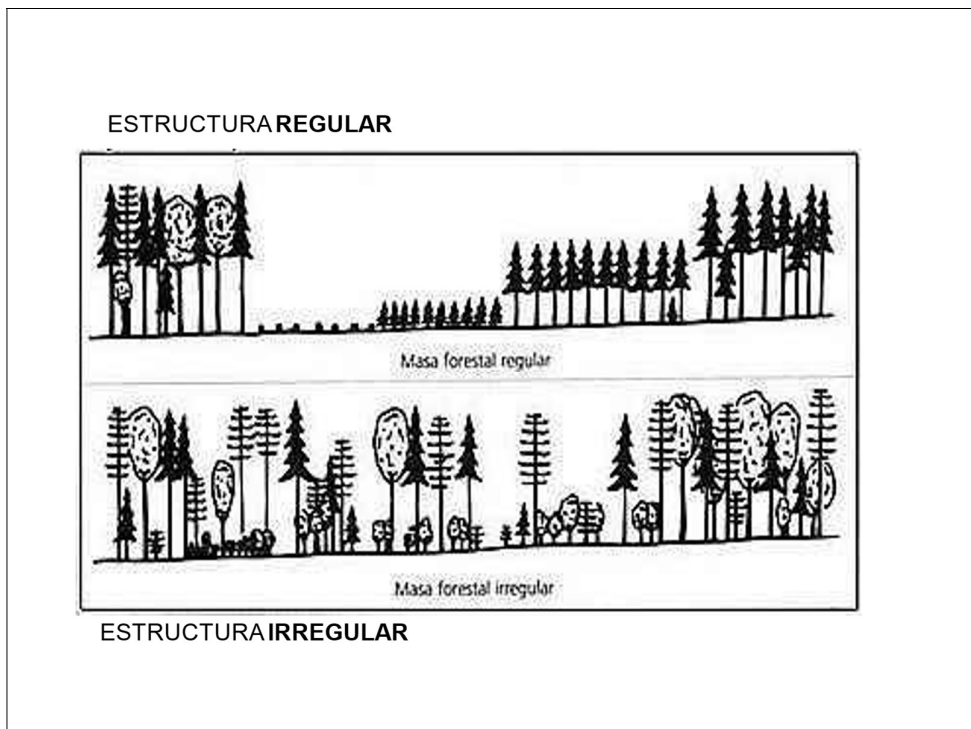 ESTRUCTURA REGULAR
Masa forestal regular
Masa forestal irregular
ESTRUCTURA IRREGULAR